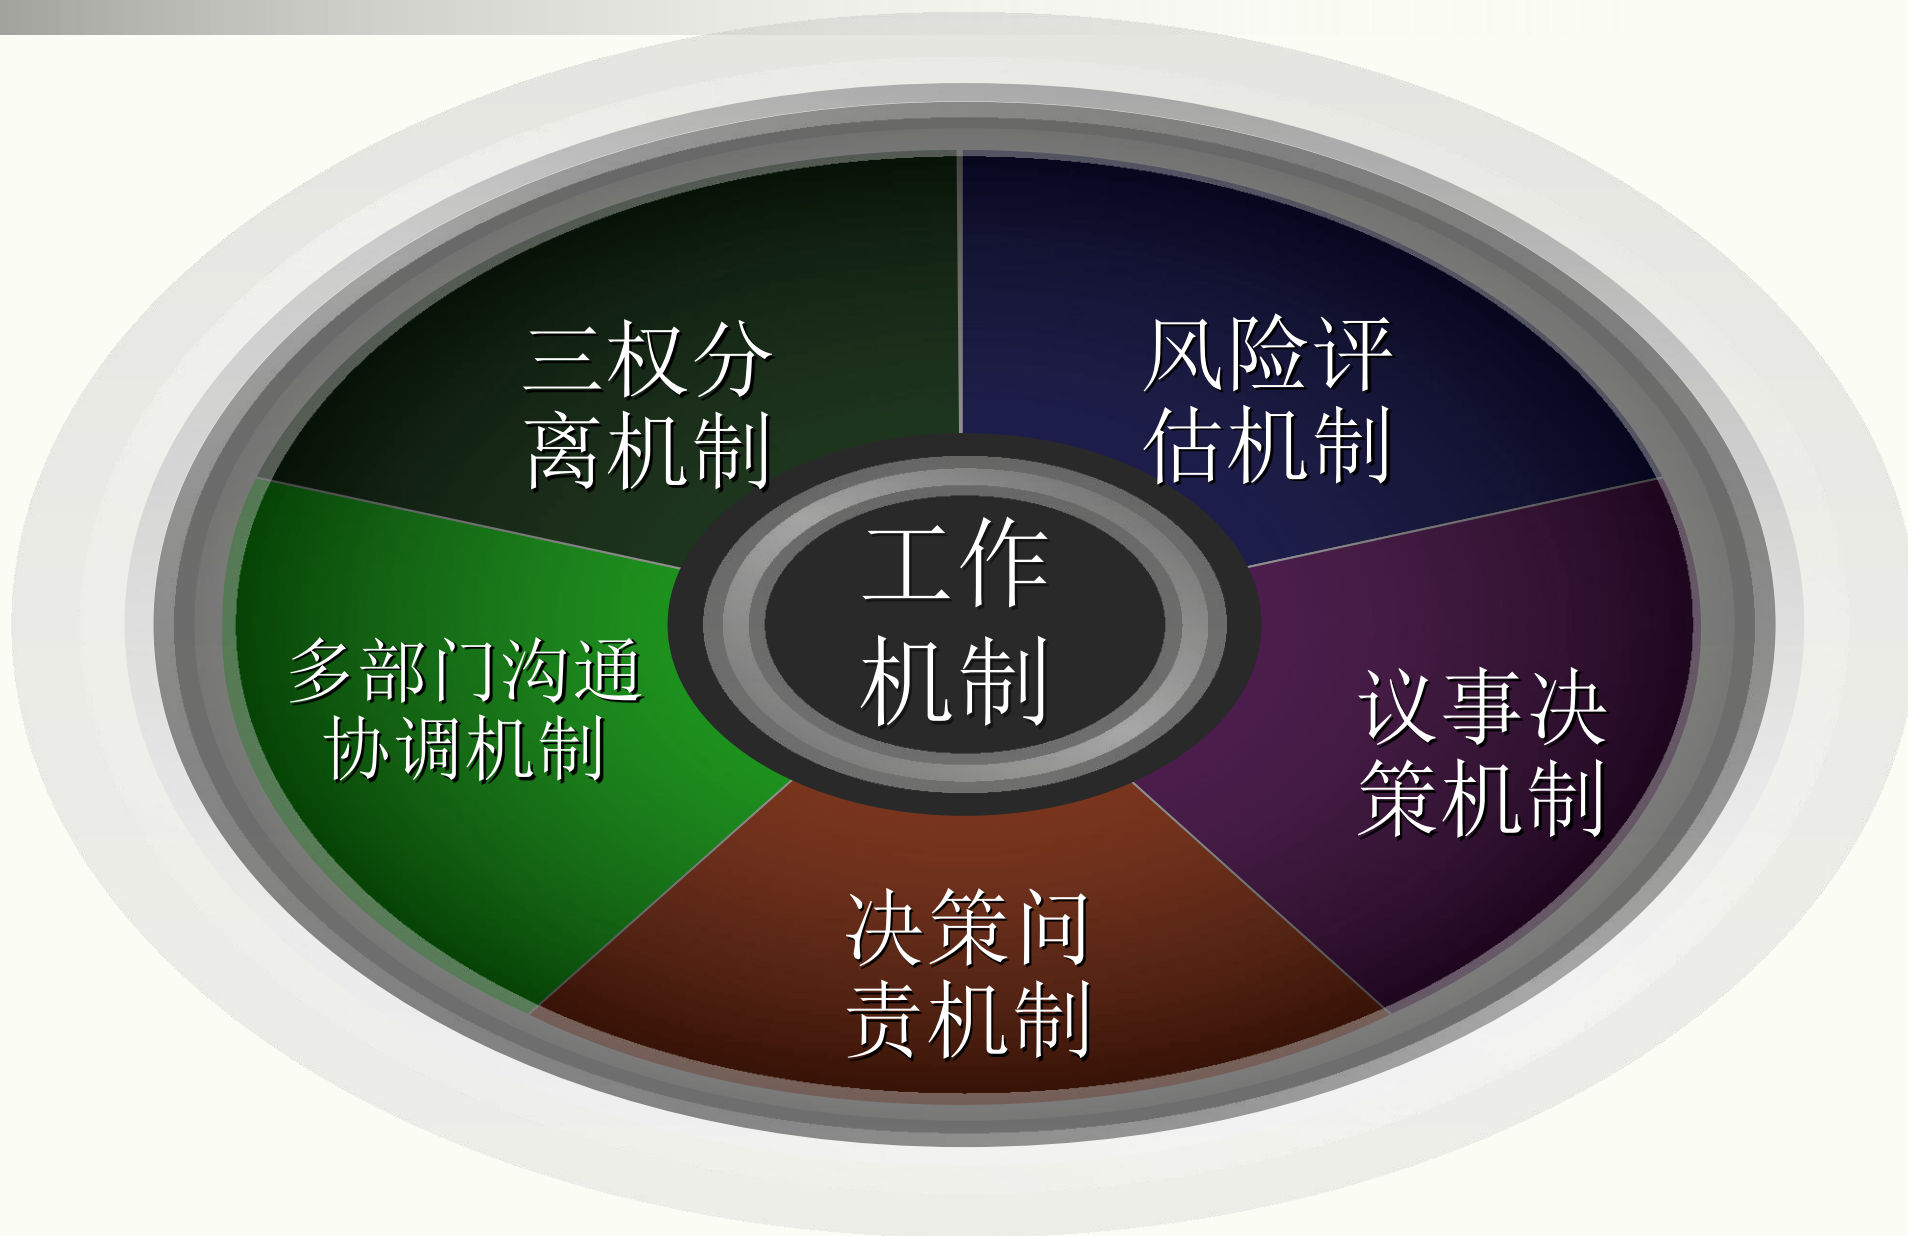 三权分
离机制
风险评
估机制
工作
机制
多部门沟通
协调机制
议事决
策机制
决策问
责机制